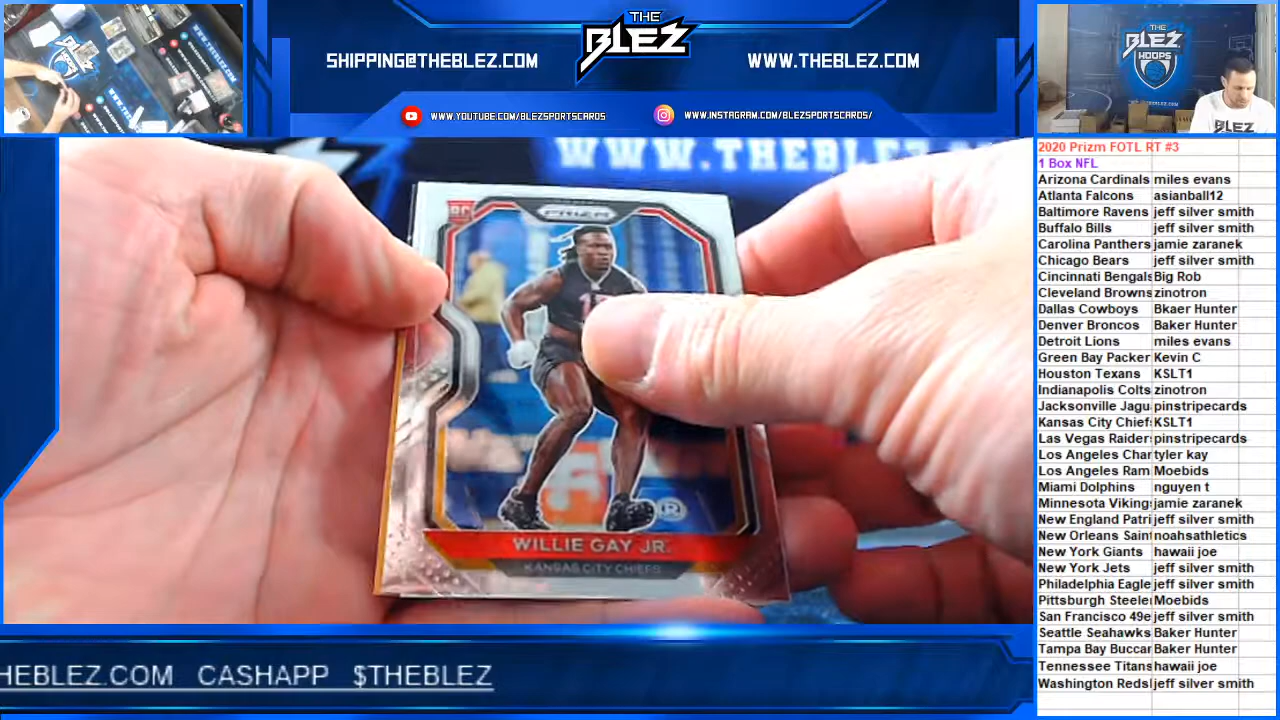 THE
BLEZ
SHIPPING@THEBLEZ.COM
WWW.THEBLEZ.COM
WWW.YOUTUBE.COM/BLEZSPORTSCARDS
WWW.INSTAGRAM.COM/BLEZSPORTSCARDS/
THE
BLEZ
HOOPS
BLEZ
WWW.THEBLEZ
RC
PRIZM
WILLIE GAY JR.
KANSAS CITY CHIEFS
HEBLEZ.COM CASHAPP $THEBLEZ
2020 Prizm FOTL RT #3
1 Box NFL
Arizona Cardinals miles evans
Atlanta Falcons asianball12
Baltimore Ravens jeff silver smith
Buffalo Bills jeff silver smith
Carolina Panthers jamie zaranek
Chicago Bears jeff silver smith
Cincinnati Bengals Big Rob
Cleveland Browns zinotron
Dallas Cowboys Bkaer Hunter
Denver Broncos Baker Hunter
Detroit Lions miles evans
Green Bay Packer Kevin C
Houston Texans KSLT1
Indianapolis Colts zinotron
Jacksonville Jagu pinstripecards
Kansas City Chiefs KSLT1
Las Vegas Raider pinstripecards
Los Angeles Char tyler kay
Los Angeles Ram Moebids
Miami Dolphins nguyen t
Minnesota Viking jamie zaranek
New England Patri jeff silver smith
New Orleans Saint noahsathletics
New York Giants hawaii joe
New York Jets jeff silver smith
Philadelphia Eagle jeff silver smith
Pittsburgh Steele Moebids
San Francisco 49e jeff silver smith
Seattle Seahawks Baker Hunter
Tampa Bay Buccar Baker Hunter
Tennessee Titans hawaii joe
Washington Reds jeff silver smith